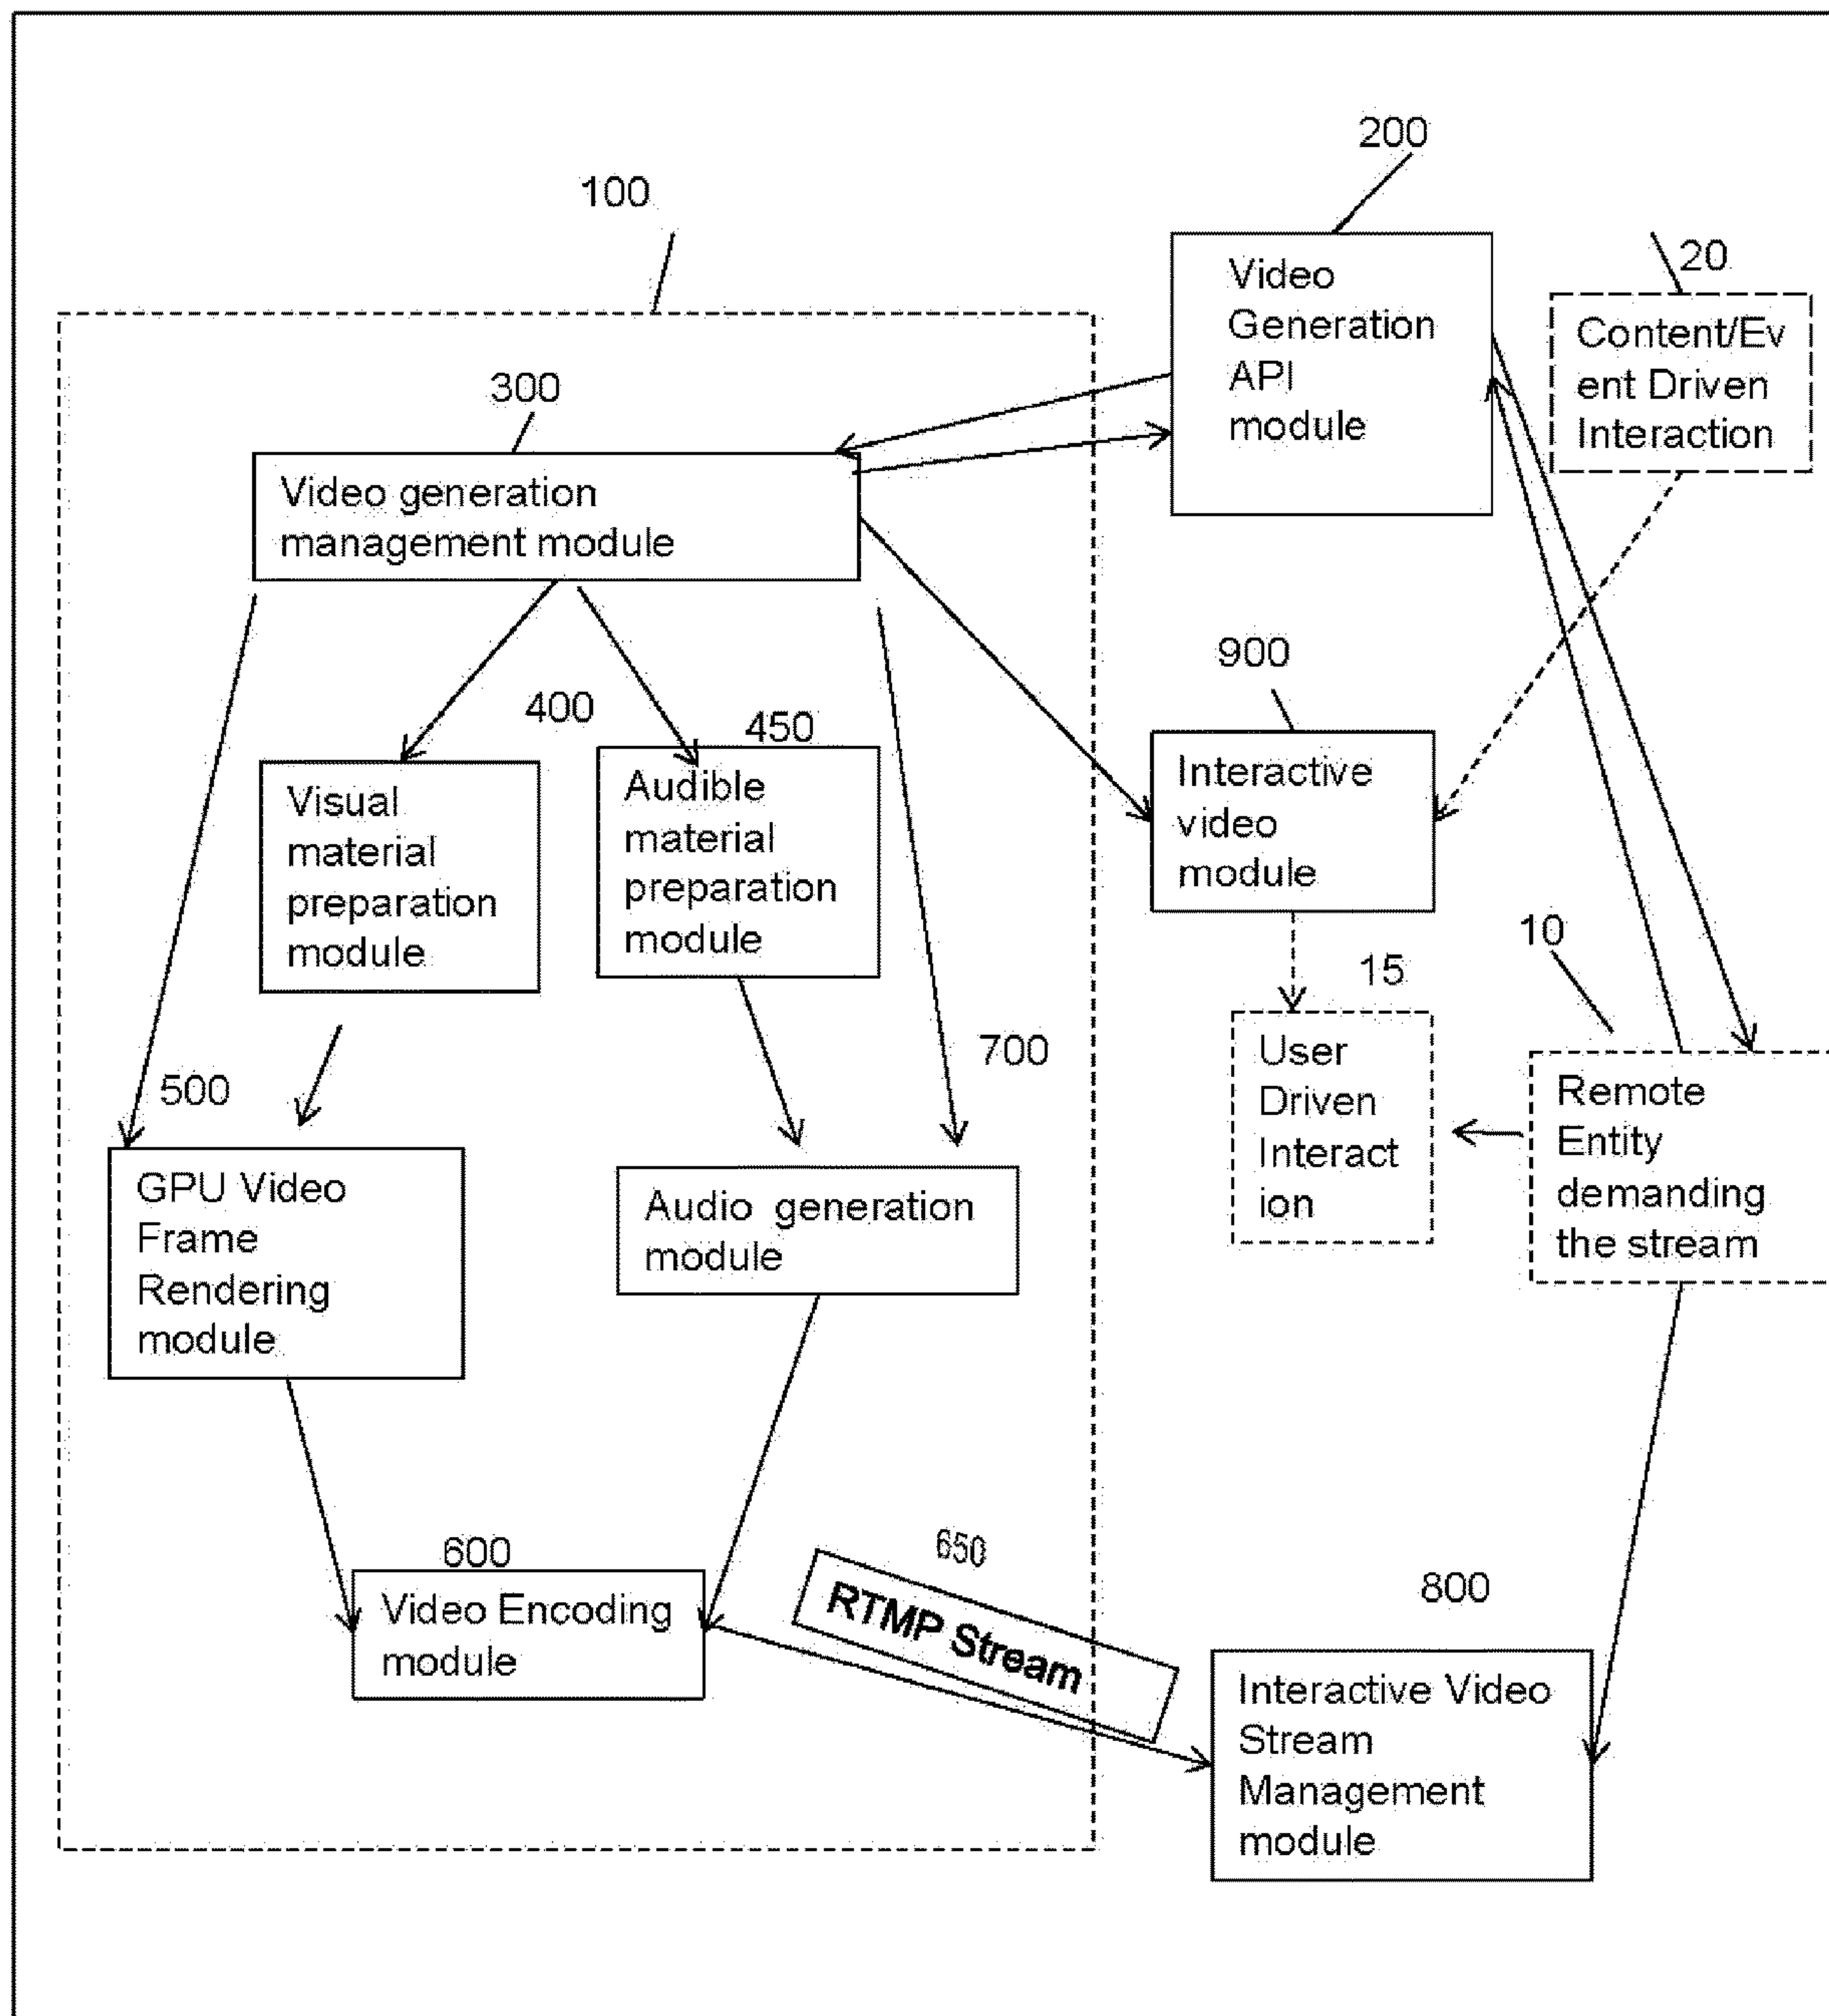 200
100
20
Video
Generation
API
module
Content/Ev
ent Driven
Interaction
300
Video generation
management module
900
400
450
Interactive
video
module
Visual
material
preparation
module
Audible
material
preparation
module
10
15
700
500
User
Driven
Interact
ion
Remote
Entity
demanding
the stream
GPU Video
Frame
Rendering
module
Audio generation
module
600
650
800
Video Encoding
module
RTMP Stream
Interactive Video
Stream
Management
module